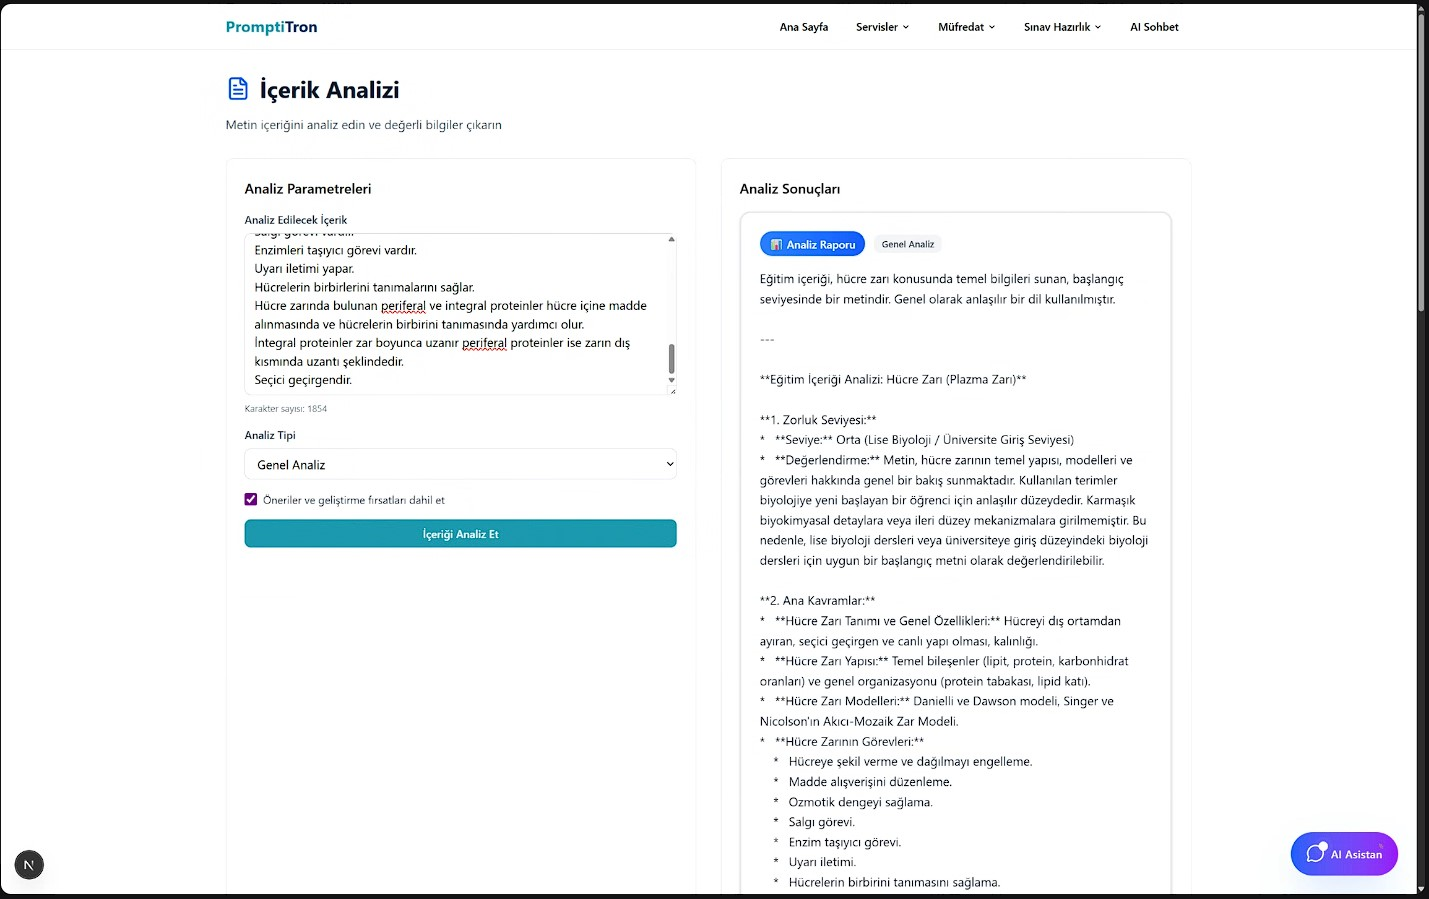 PromptiTron
Ana Sayfa
Servisler
Müfredat
Sınav Hazırlık
AI Sohbet
İçerik Analizi
Metin içeriğini analiz edin ve değerli bilgiler çıkarın
Analiz Parametreleri
Analiz Edilecek İçerik
Salgı görevi vardır.
Enzimleri taşıyıcı görevi vardır.
Uyarı iletimi yapar.
Hücrelerin birbirlerini tanımalarını sağlar.
Hücre zarında bulunan periferal ve integral proteinler hücre içine madde
alınmasında ve hücrelerin birbirini tanımasında yardımcı olur.
İntegral proteinler zar boyunca uzanır periferal proteinler ise zarın dış
kısmında uzantı şeklindedir.
Seçici geçirgendir.
Karakter sayısı: 1854
Analiz Tipi
Genel Analiz
Öneriler ve geliştirme fırsatları dahil et
İçeriği Analiz Et
Analiz Sonuçları
Analiz Raporu
Genel Analiz
Eğitim içeriği, hücre zarı konusunda temel bilgileri sunan, başlangıç
seviyesinde bir metindir. Genel olarak anlaşılır bir dil kullanılmıştır.
---
**Eğitim İçeriği Analizi: Hücre Zarı (Plazma Zarı)**
**1. Zorluk Seviyesi:**
* **Seviye:** Orta (Lise Biyoloji / Üniversite Giriş Seviyesi)
* **Değerlendirme:** Metin, hücre zarının temel yapısı, modelleri ve
görevleri hakkında genel bir bakış sunmaktadır. Kullanılan terimler
biyolojiye yeni başlayan bir öğrenci için anlaşılır düzeydedir. Karmaşık
biyokimyasal detaylara veya ileri düzey mekanizmalara girilmemiştir. Bu
nedenle, lise biyoloji dersleri veya üniversiteye giriş düzeyindeki biyoloji
dersleri için uygun bir başlangıç metni olarak değerlendirilebilir.
**2. Ana Kavramlar:**
* **Hücre Zarı Tanımı ve Genel Özellikleri:** Hücreyi dış ortamdan
ayıran, seçici geçirgen ve canlı yapı olması, kalınlığı.
* **Hücre Zarı Yapısı:** Temel bileşenler (lipit, protein, karbonhidrat
oranları) ve genel organizasyonu (protein tabakası, lipid katı).
* **Hücre Zarı Modelleri:** Danielli ve Dawson modeli, Singer ve
Nicolson'ın Akıcı-Mozaik Zar Modeli.
* **Hücre Zarının Görevleri:**
* Hücreye şekil verme ve dağılmayı engelleme.
* Madde alışverişini düzenleme.
* Ozmotik dengeyi sağlama.
* Salgı görevi.
* Enzim taşıyıcı görevi.
* Uyarı iletimi.
* Hücrelerin birbirini tanımasını sağlama.
N
AI Asistan